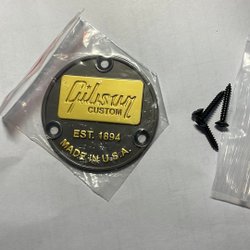 Gibson
CUSTOM
EST. 1894
MADE IN U.S.A.